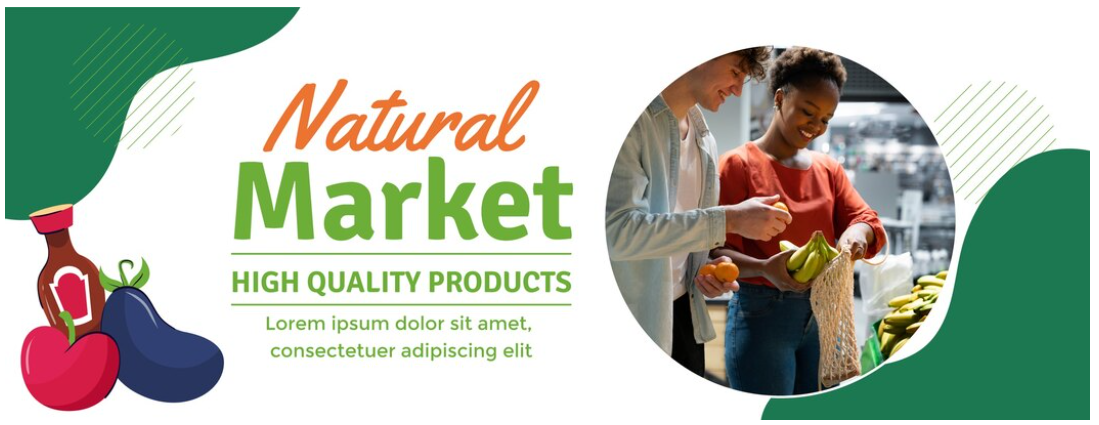 Natural
Market
HIGH QUALITY PRODUCTS
Lorem ipsum dolor sit amet,
consectetuer adipiscing elit